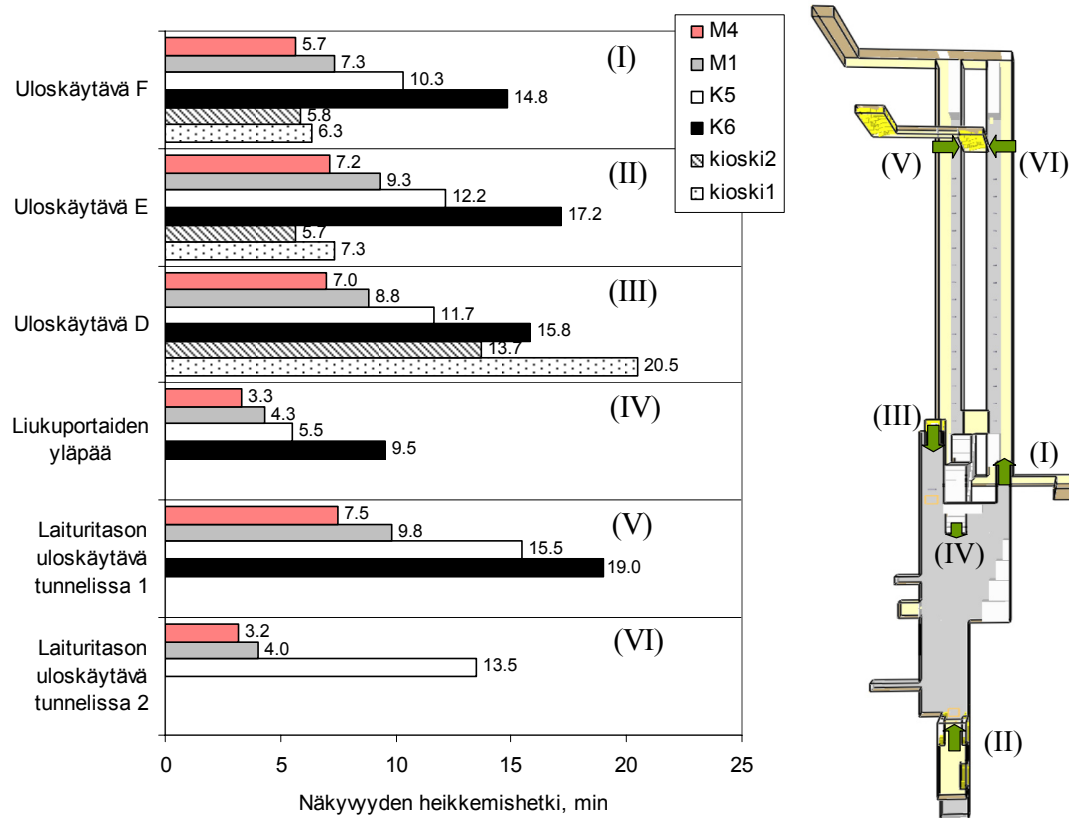 Uloskäytävä F
5.7
7.3
10.3
14.8
5.8
6.3
(I)
Uloskäytävä E
7.2
9.3
12.2
17.2
5.7
7.3
(II)
Uloskäytävä D
7.0
8.8
11.7
15.8
13.7
20.5
(III)
Liukuportaiden
yläpää
3.3
4.3
5.5
9.5
(IV)
Laituritason
uloskäytävä
tunnelissa 1
7.5
9.8
15.5
19.0
(V)
Laituritason
uloskäytävä
tunnelissa 2
3.2
4.0
13.5
(VI)
0
5
10
15
20
25
Näkyvyyden heikkemishetki, min
M4
M1
K5
K6
kioski2
kioski1
(V)
(VI)
(III)
(I)
(IV)
(II)